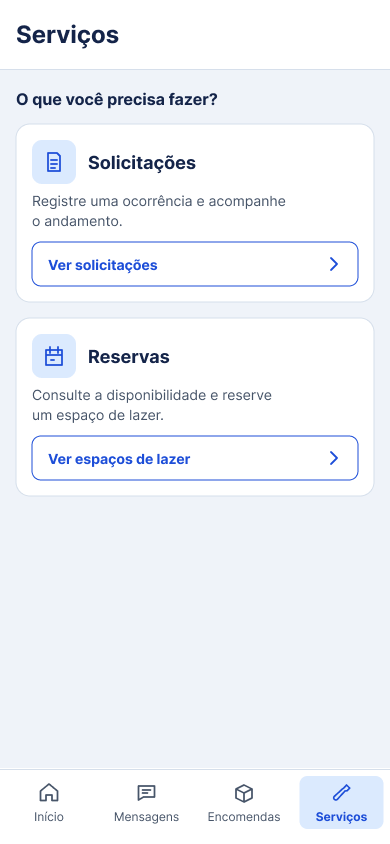 Serviços
O que você precisa fazer?
Solicitações
Registre uma ocorrência e acompanhe
o andamento.
Ver solicitações
Reservas
Consulte a disponibilidade e reserve
um espaço de lazer.
Ver espaços de lazer
Início
Mensagens
Encomendas
Serviços